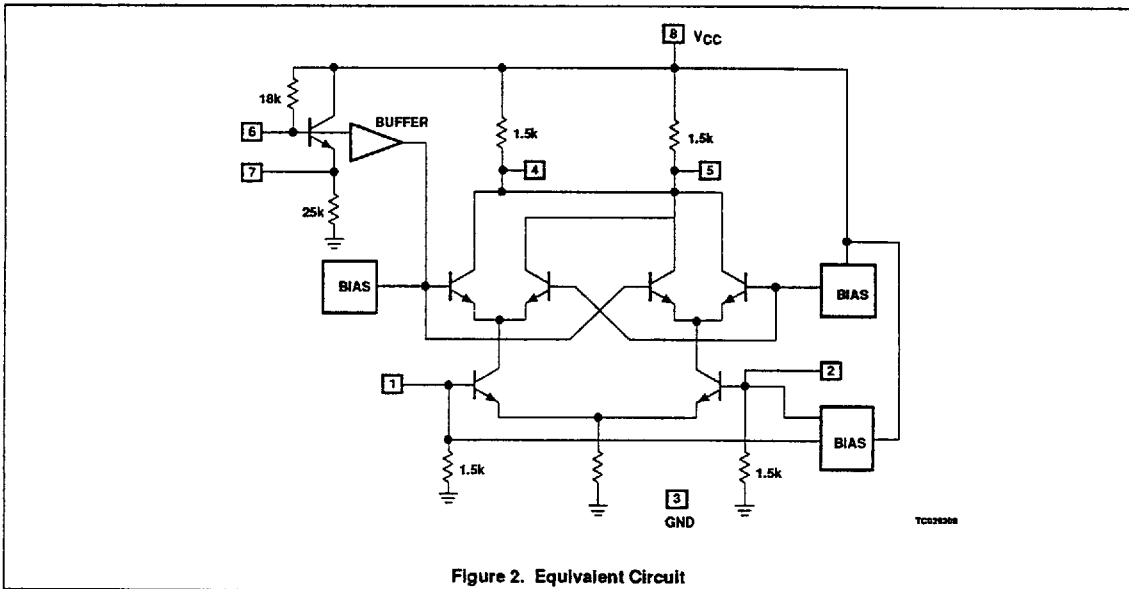 8 VCC
18k
6
BUFFER
1.5k
1.5k
7
4
5
25k
BIAS
BIAS
1
2
BIAS
1.5k
1.5k
3
GND
Figure 2. Equivalent Circuit